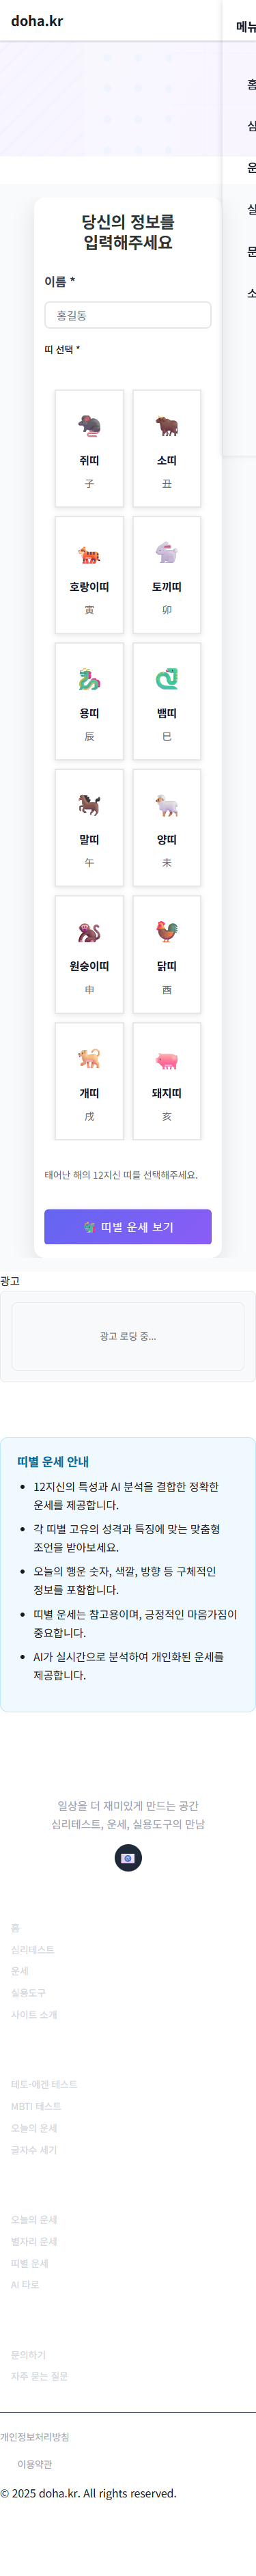 doha.kr
메뉴
홈
심
운
실
문
소
당신의 정보를
입력해주세요
이름 *
홍길동
띠 선택 *
쥐띠
子
소띠
丑
호랑이띠
寅
토끼띠
卯
용띠
辰
뱀띠
巳
말띠
午
양띠
未
원숭이띠
申
닭띠
酉
개띠
戌
돼지띠
亥
태어난 해의 12지신 띠를 선택해주세요.
띠별 운세 보기
광고
광고 로딩 중...
띠별 운세 안내
12지신의 특성과 AI 분석을 결합한 정확한
운세를 제공합니다.
각 띠별 고유의 성격과 특징에 맞는 맞춤형
조언을 받아보세요.
오늘의 행운 숫자, 색깔, 방향 등 구체적인
정보를 포함합니다.
띠별 운세는 참고용이며, 긍정적인 마음가짐이
중요합니다.
AI가 실시간으로 분석하여 개인화된 운세를
제공합니다.
일상을 더 재미있게 만드는 공간
심리테스트, 운세, 실용도구의 만남
홈
심리테스트
운세
실용도구
사이트 소개
테토-에겐 테스트
MBTI 테스트
오늘의 운세
글자수 세기
오늘의 운세
별자리 운세
띠별 운세
AI 타로
문의하기
자주 묻는 질문
개인정보처리방침
이용약관
© 2025 doha.kr. All rights reserved.